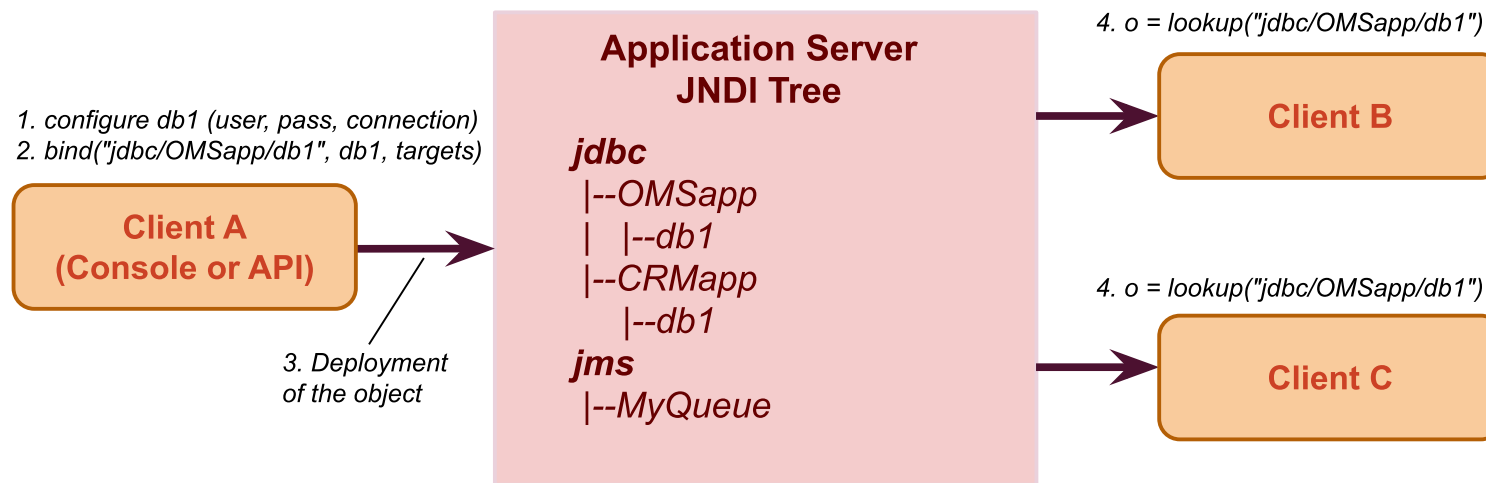 1. configure db1 (user, pass, connection)
2. bind("jdbc/OMSapp/db1", db1, targets)
Client A
(Console or API)
3. Deployment
of the object
Application Server
JNDI Tree
jdbc
|--OMSapp
|   |--db1
|--CRMapp
|--db1
jms
|--MyQueue
4. o = lookup("jdbc/OMSapp/db1")
Client B
4. o = lookup("jdbc/OMSapp/db1")
Client C